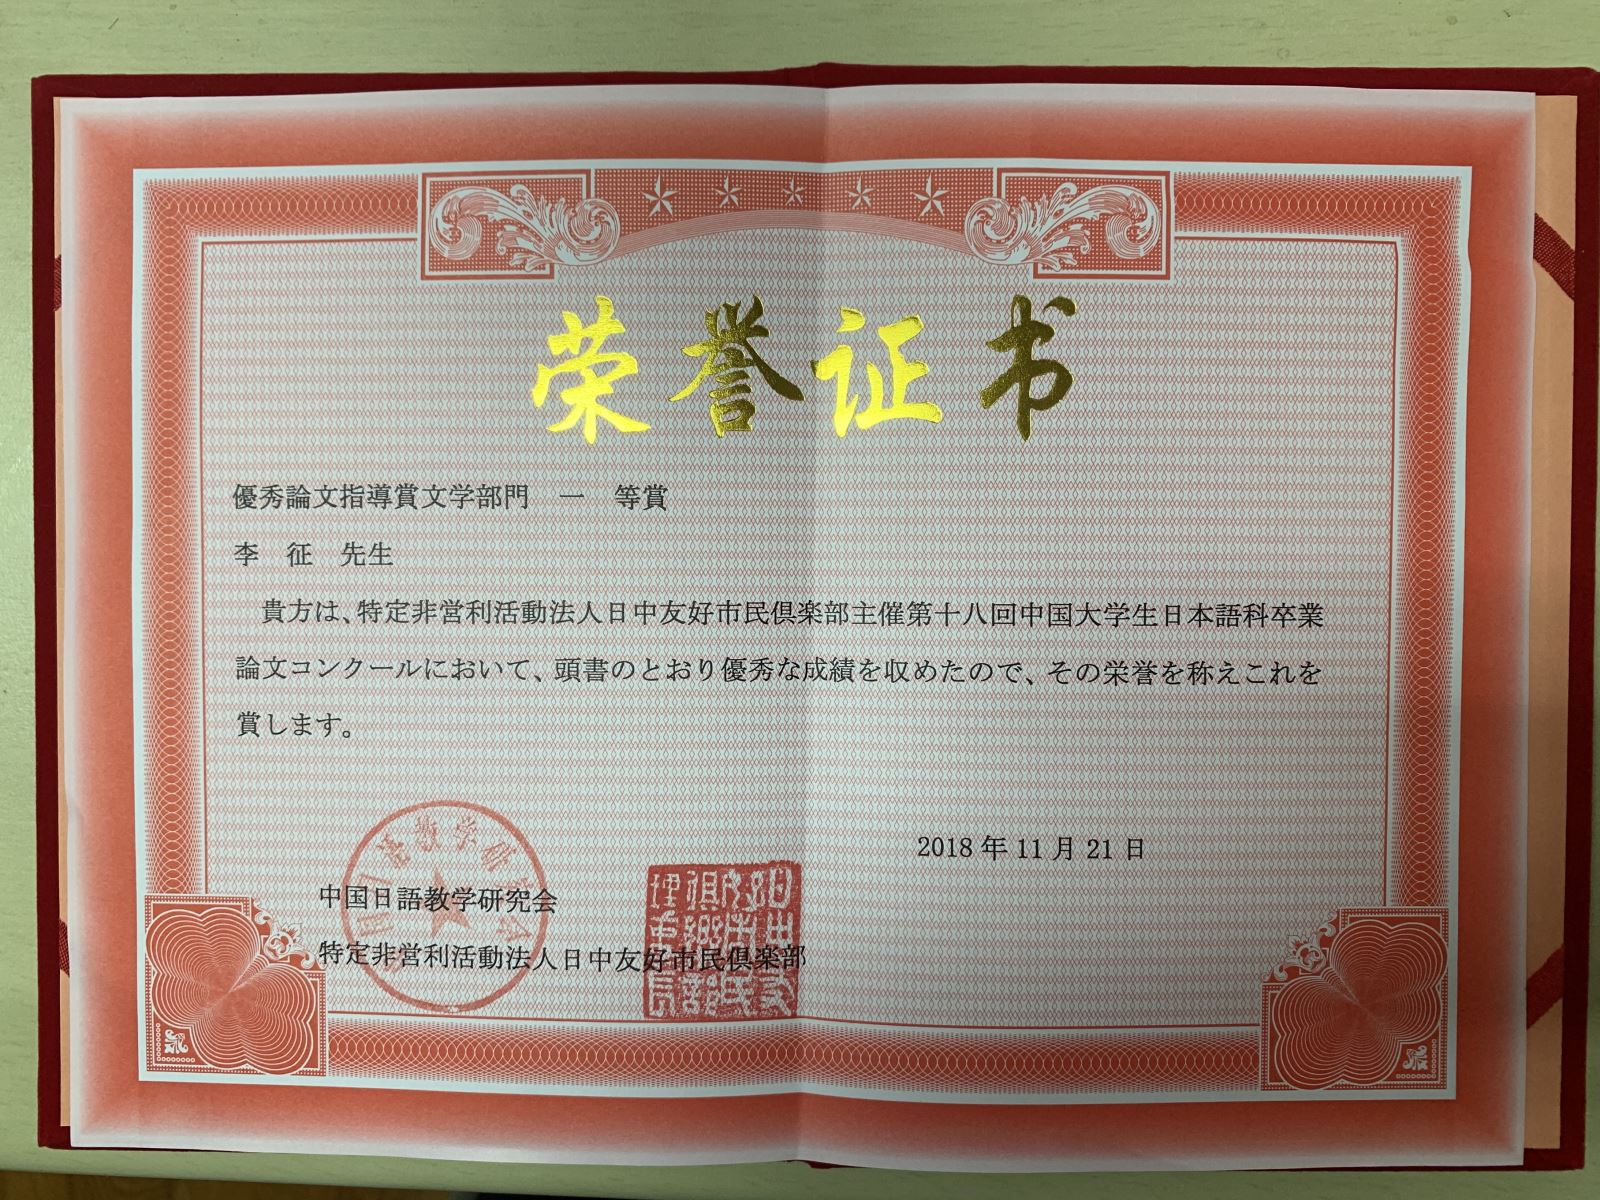 荣誉证书
優秀論文指導賞文学部門　一　等賞
李　征　先生
貴方は、特定非営利活動法人日中友好市民倶楽部主催第十八回中国大学生日本語科卒業
論文コンクールにおいて、頭書のとおり優秀な成績を収めたので、その栄誉を称えこれを
賞します。
2018 年 11 月 21 日
中国日語教学研究会
特定非営利活動法人日中友好市民倶楽部